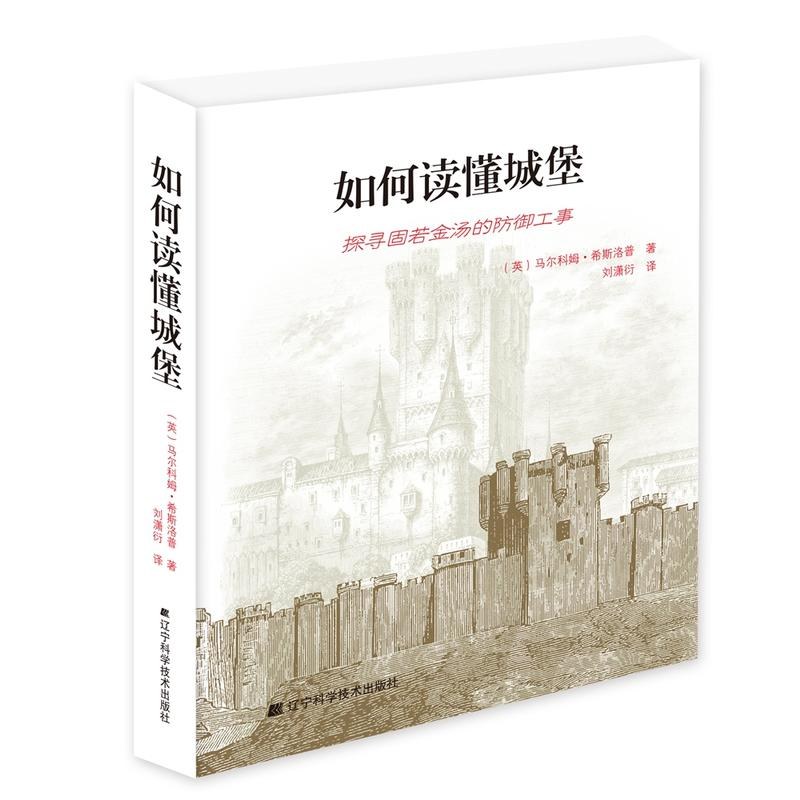 如何读懂城堡
探寻固若金汤的防御工事
（英）马尔科姆·希斯洛普 著
刘潇衍 译
辽宁科学技术出版社
如何读懂城堡
（英）马尔科姆·希斯洛普 著
刘潇衍 译
辽宁科学技术出版社